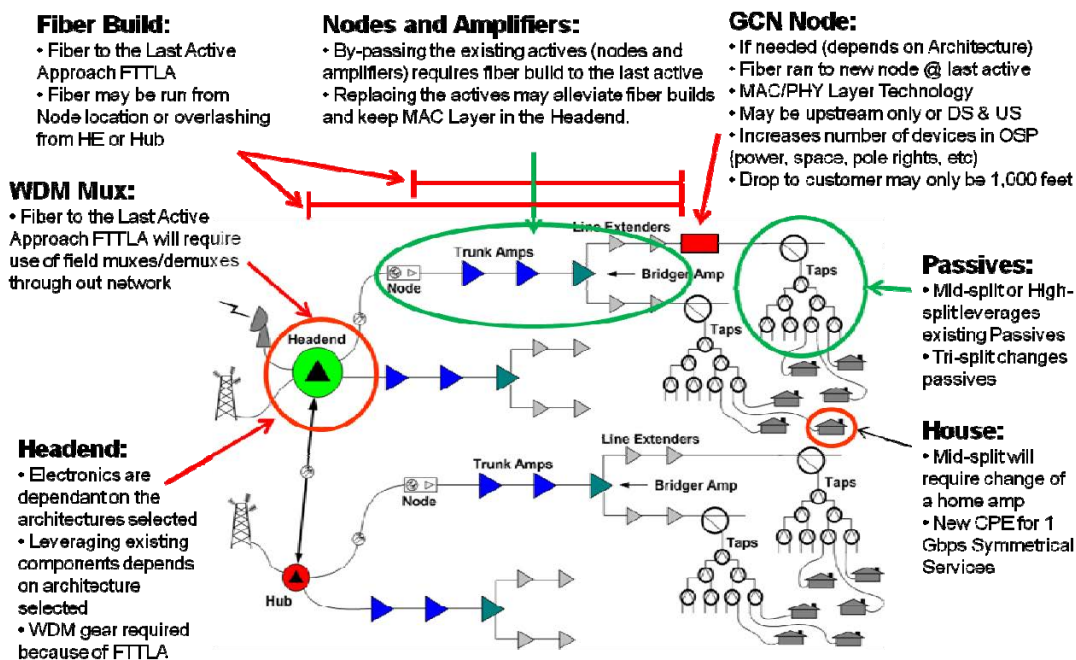 Fiber Build:
• Fiber to the Last Active
Approach FTTLA
• Fiber may be run from
Node location or overlashing
from HE or Hub
Nodes and Amplifiers:
• By-passing the existing actives (nodes and
amplifiers) requires fiber build to the last active
• Replacing the actives may alleviate fiber builds
and keep MAC Layer in the Headend.
GCN Node:
• If needed (depends on Architecture)
• Fiber ran to new node @ last active
• MAC/PHY Layer Technology
• May be upstream only or DS & US
• Increases number of devices in OSP
(power, space, pole rights, etc)
• Drop to customer may only be 1,000 feet
WDM Mux:
• Fiber to the Last Active
Approach FTTLA will require
use of field muxes/demuxes
through out network
Line Extenders
Trunk Amps
Node
Bridger Amp
Taps
Taps
Headend
Passives:
• Mid-split or High-
split leverages
existing Passives
• Tri-split changes
passives
House:
• Mid-split will
require change of
a home amp
• New CPE for 1
Gbps Symmetrical
Services
Headend:
• Electronics are
dependant on the
architectures selected
• Leveraging existing
components depends
on architecture
selected
• WDM gear required
because of FTTLA
Line Extenders
Trunk Amps
Node
Bridger Amp
Taps
Taps
Hub